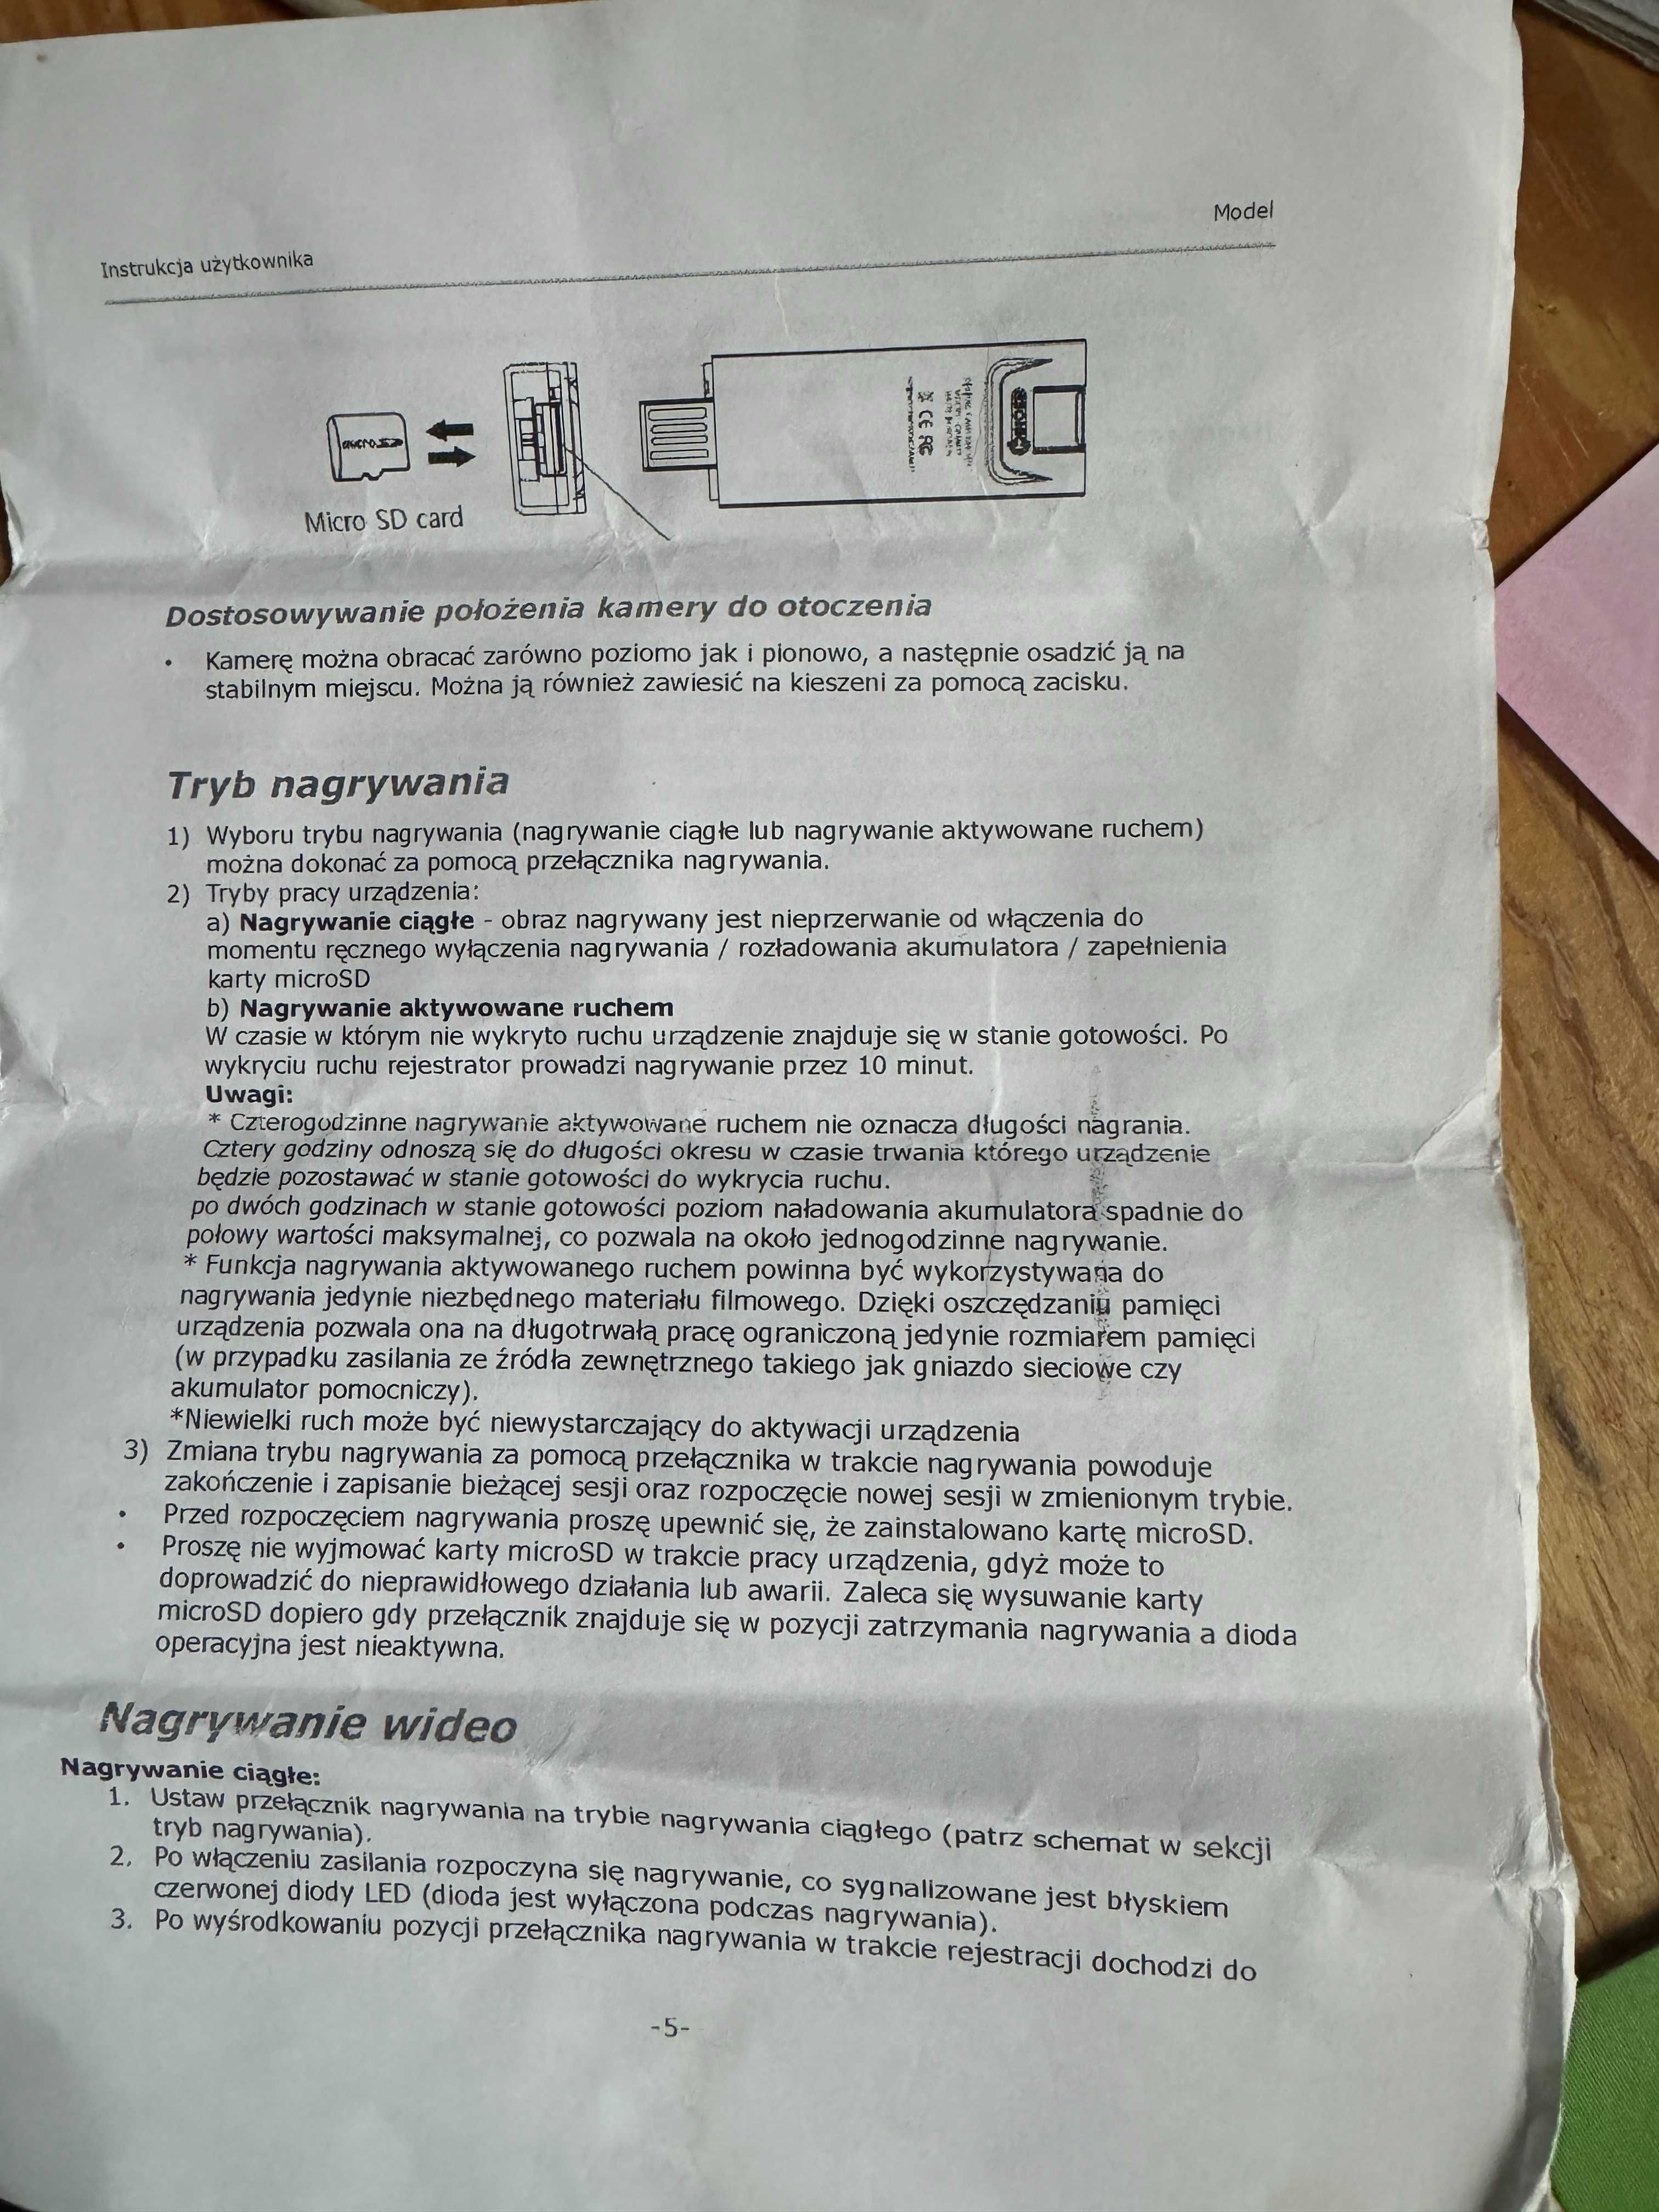 Model
Instrukcja użytkownika
Micro SD card
Dostosowywanie położenia kamery do otoczenia
• Kamerę można obracać zarówno poziomo jak i pionowo, a następnie osadzić ją na
stabilnym miejscu. Można ją również zawiesić na kieszeni za pomocą zacisku.
Tryb nagrywania
1) Wyboru trybu nagrywania (nagrywanie ciągłe lub nagrywanie aktywowane ruchem)
można dokonać za pomocą przełącznika nagrywania.
2) Tryby pracy urządzenia:
a) Nagrywanie ciągłe - obraz nagrywany jest nieprzerwanie od włączenia do
momentu ręcznego wyłączenia nagrywania / rozładowania akumulatora / zapełnienia
karty microSD
b) Nagrywanie aktywowane ruchem
W czasie w którym nie wykryto ruchu urządzenie znajduje się w stanie gotowości. Po
wykryciu ruchu rejestrator prowadzi nagrywanie przez 10 minut.
Uwagi:
* Czterogodzinne nagrywanie aktywowane ruchem nie oznacza długości nagrania.
Cztery godziny odnoszą się do długości okresu w czasie trwania którego urządzenie
będzie pozostawać w stanie gotowości do wykrycia ruchu.
po dwóch godzinach w stanie gotowości poziom naładowania akumulatora spadnie do
połowy wartości maksymalnej, co pozwala na około jednogodzinne nagrywanie.
* Funkcja nagrywania aktywowanego ruchem powinna być wykorzystywana do
nagrywania jedynie niezbędnego materiału filmowego. Dzięki oszczędzaniu pamięci
urządzenia pozwala ona na długotrwałą pracę ograniczoną jedynie rozmiarem pamięci
(w przypadku zasilania ze źródła zewnętrznego takiego jak gniazdo sieciowe czy
akumulator pomocniczy).
*Niewielki ruch może być niewystarczający do aktywacji urządzenia
3) Zmiana trybu nagrywania za pomocą przełącznika w trakcie nagrywania powoduje
zakończenie i zapisanie bieżącej sesji oraz rozpoczęcie nowej sesji w zmienionym trybie.
• Przed rozpoczęciem nagrywania proszę upewnić się, że zainstalowano kartę microSD.
• Proszę nie wyjmować karty microSD w trakcie pracy urządzenia, gdyż może to
doprowadzić do nieprawidłowego działania lub awarii. Zaleca się wysuwanie karty
microSD dopiero gdy przełącznik znajduje się w pozycji zatrzymania nagrywania a dioda
operacyjna jest nieaktywna.
Nagrywanie wideo
Nagrywanie ciągłe:
1. Ustaw przełącznik nagrywania na trybie nagrywania ciągłego (patrz schemat w sekcji
tryb nagrywania).
2. Po włączeniu zasilania rozpoczyna się nagrywanie, co sygnalizowane jest błyskiem
czerwonej diody LED (dioda jest wyłączona podczas nagrywania).
3. Po wyśrodkowaniu pozycji przełącznika nagrywania w trakcie rejestracji dochodzi do
-5-